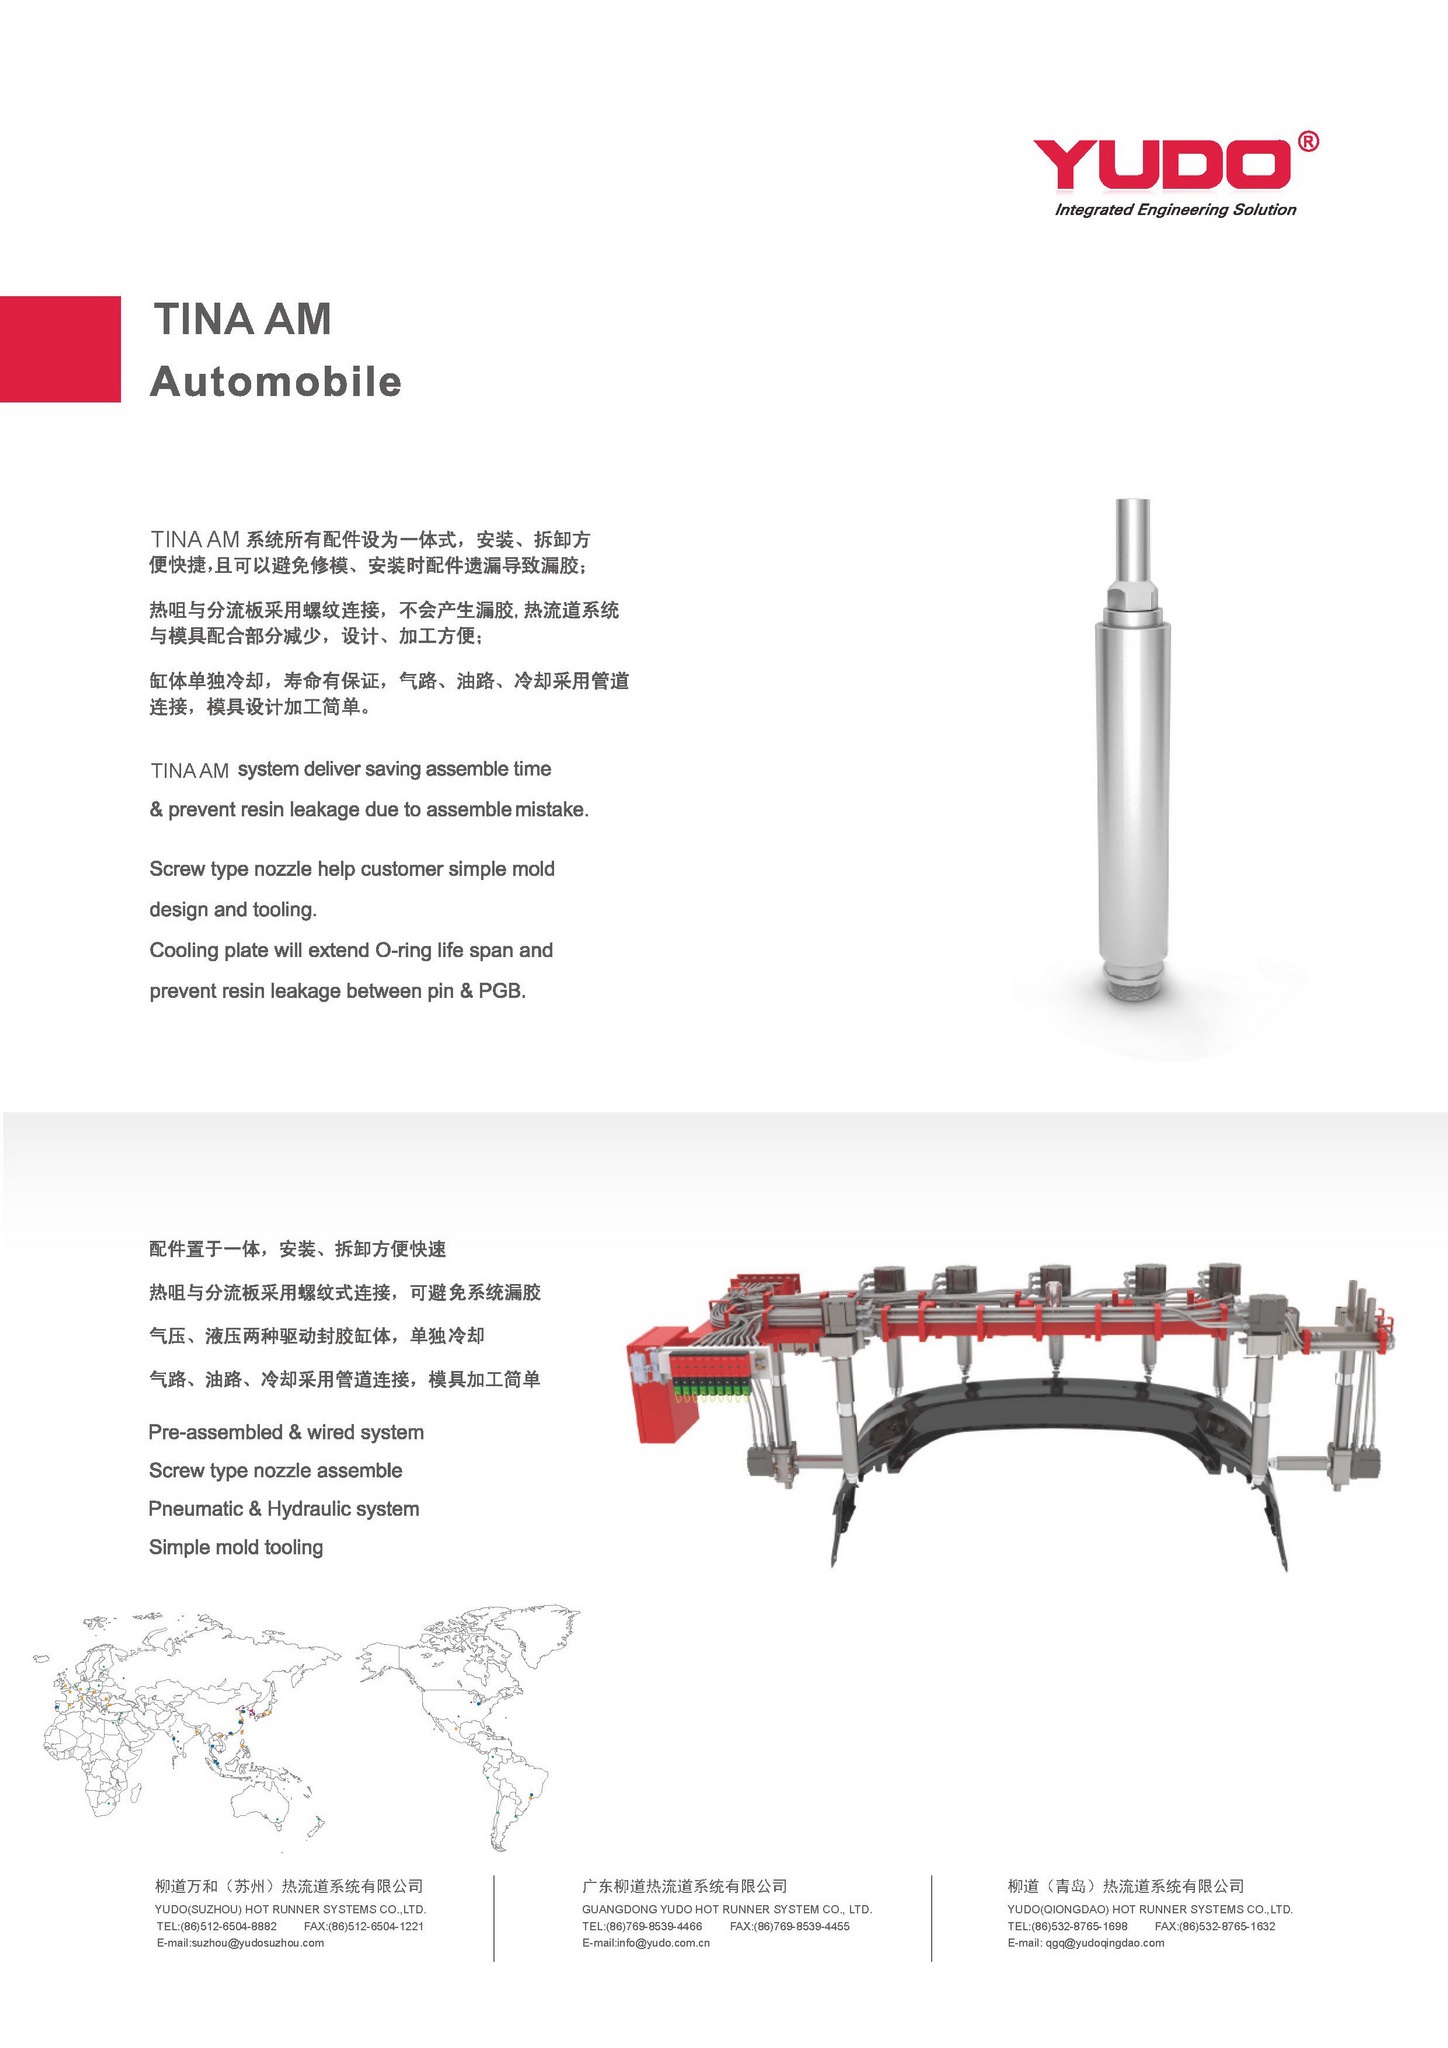 YUDO®
Integrated Engineering Solution
TINA AM
Automobile
TINA AM 系统所有配件设为一体式，安装、拆卸方
便快捷，且可以避免修模、安装时配件遗漏导致漏胶；
热咀与分流板采用螺纹连接，不会产生漏胶, 热流道系统
与模具配合部分减少，设计、加工方便；
缸体单独冷却，寿命有保证，气路、油路、冷却采用管道
连接，模具设计加工简单。
TINA AM system deliver saving assemble time
& prevent resin leakage due to assemble mistake.
Screw type nozzle help customer simple mold
design and tooling.
Cooling plate will extend O-ring life span and
prevent resin leakage between pin & PGB.
配件置于一体，安装、拆卸方便快速
热咀与分流板采用螺纹式连接，可避免系统漏胶
气压、液压两种驱动封胶缸体，单独冷却
气路、油路、冷却采用管道连接，模具加工简单
Pre-assembled & wired system
Screw type nozzle assemble
Pneumatic & Hydraulic system
Simple mold tooling
柳道万和（苏州）热流道系统有限公司
YUDO(SUZHOU) HOT RUNNER SYSTEMS CO.,LTD.
TEL:(86)512-6504-8882 FAX:(86)512-6504-1221
E-mail:suzhou@yudosuzhou.com
广东柳道热流道系统有限公司
GUANGDONG YUDO HOT RUNNER SYSTEM CO., LTD.
TEL:(86)769-8539-4466 FAX:(86)769-8539-4455
E-mail:info@yudo.com.cn
柳道（青岛）热流道系统有限公司
YUDO(QIONGDAO) HOT RUNNER SYSTEMS CO.,LTD.
TEL:(86)532-8765-1698 FAX:(86)532-8765-1632
E-mail: qgq@yudoqingdao.com